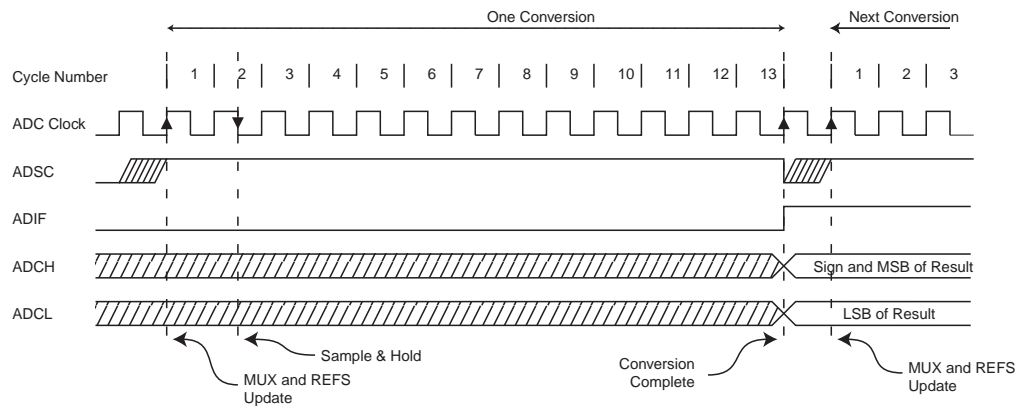 One Conversion
Next Conversion
Cycle Number
1 2 3 4 5 6 7 8 9 10 11 12 13 1 2 3
ADC Clock
ADSC
ADIF
ADCH
Sign and MSB of Result
ADCL
LSB of Result
Sample & Hold
MUX and REFS
Update
Conversion
Complete
MUX and REFS
Update